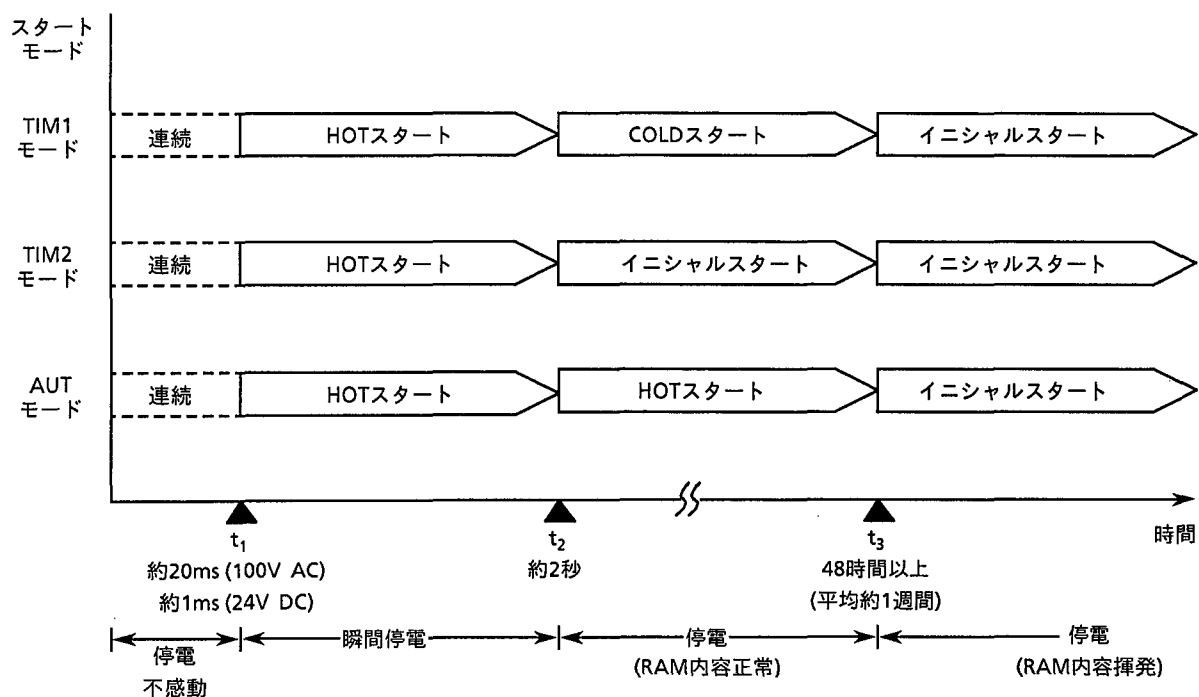 スタート
モード
TIM1
モード
連続
HOTスタート
COLDスタート
イニシャルスタート
TIM2
モード
連続
HOTスタート
イニシャルスタート
イニシャルスタート
AUT
モード
連続
HOTスタート
HOTスタート
イニシャルスタート
t1
t2
t3
時間
約20ms (100V AC)
約1ms (24V DC)
約2秒
48時間以上
(平均約1週間)
停電
不感動
瞬間停電
停電
(RAM内容正常)
停電
(RAM内容揮発)